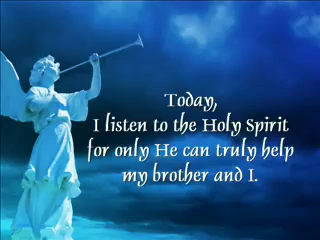 Today,
I listen to the Holy Spirit
for only He can truly help
my brother and I.